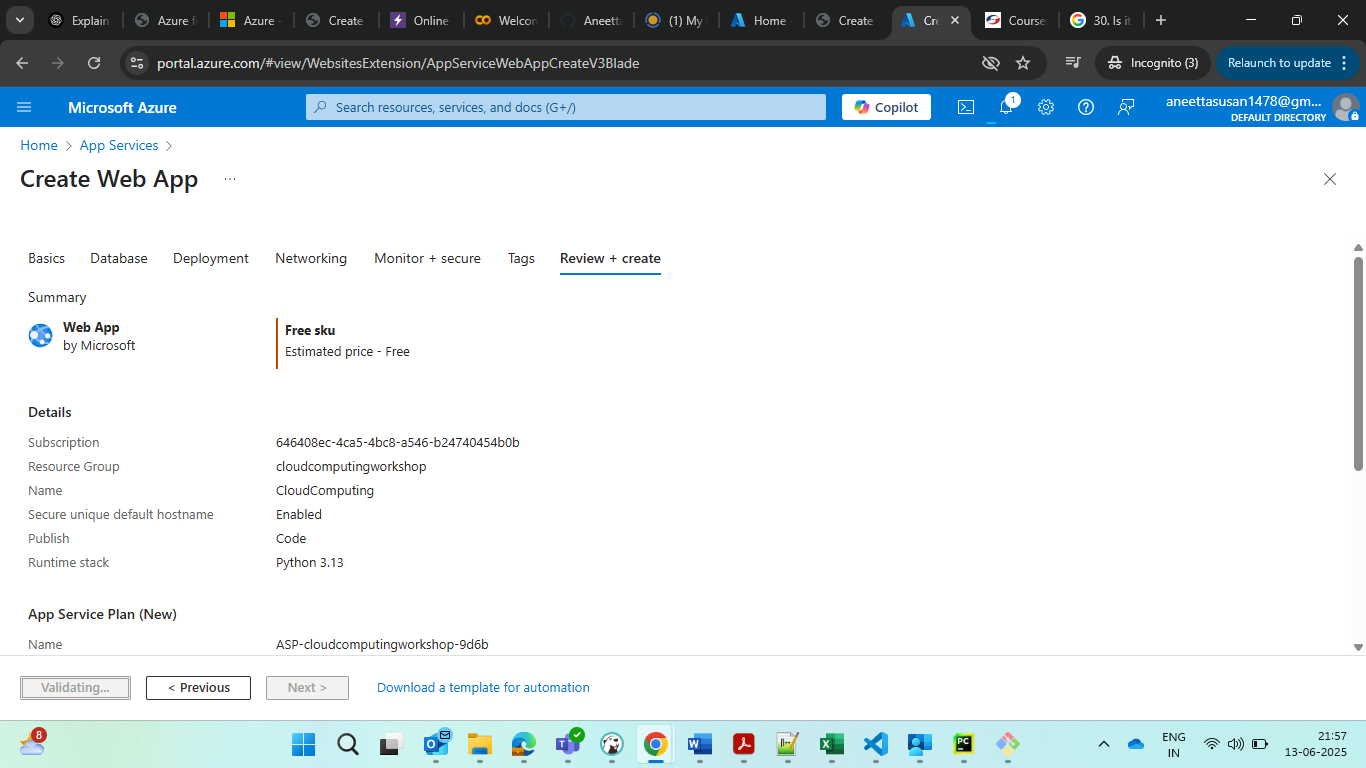 Explain
Azure f
Azure -
Create
Online
Welcon
Aneetta
(1) My
Home -
Create
Cre
Course
30. Is it
portal.azure.com/#view/WebsitesExtension/AppServiceWebAppCreateV3Blade
Incognito (3)
Relaunch to update
Microsoft Azure
Search resources, services, and docs (G+/)
Copilot
1
aneettasusan1478@gm...
DEFAULT DIRECTORY
Home > App Services >
Create Web App ...
Basics Database Deployment Networking Monitor + secure Tags Review + create
Summary
Web App
by Microsoft
Free sku
Estimated price - Free
Details
Subscription 646408ec-4ca5-4bc8-a546-b24740454b0b
Resource Group cloudcomputingworkshop
Name CloudComputing
Secure unique default hostname Enabled
Publish Code
Runtime stack Python 3.13
App Service Plan (New)
Name ASP-cloudcomputingworkshop-9d6b
Validating... < Previous Next > Download a template for automation
8
ENG
IN
21:57
13-06-2025